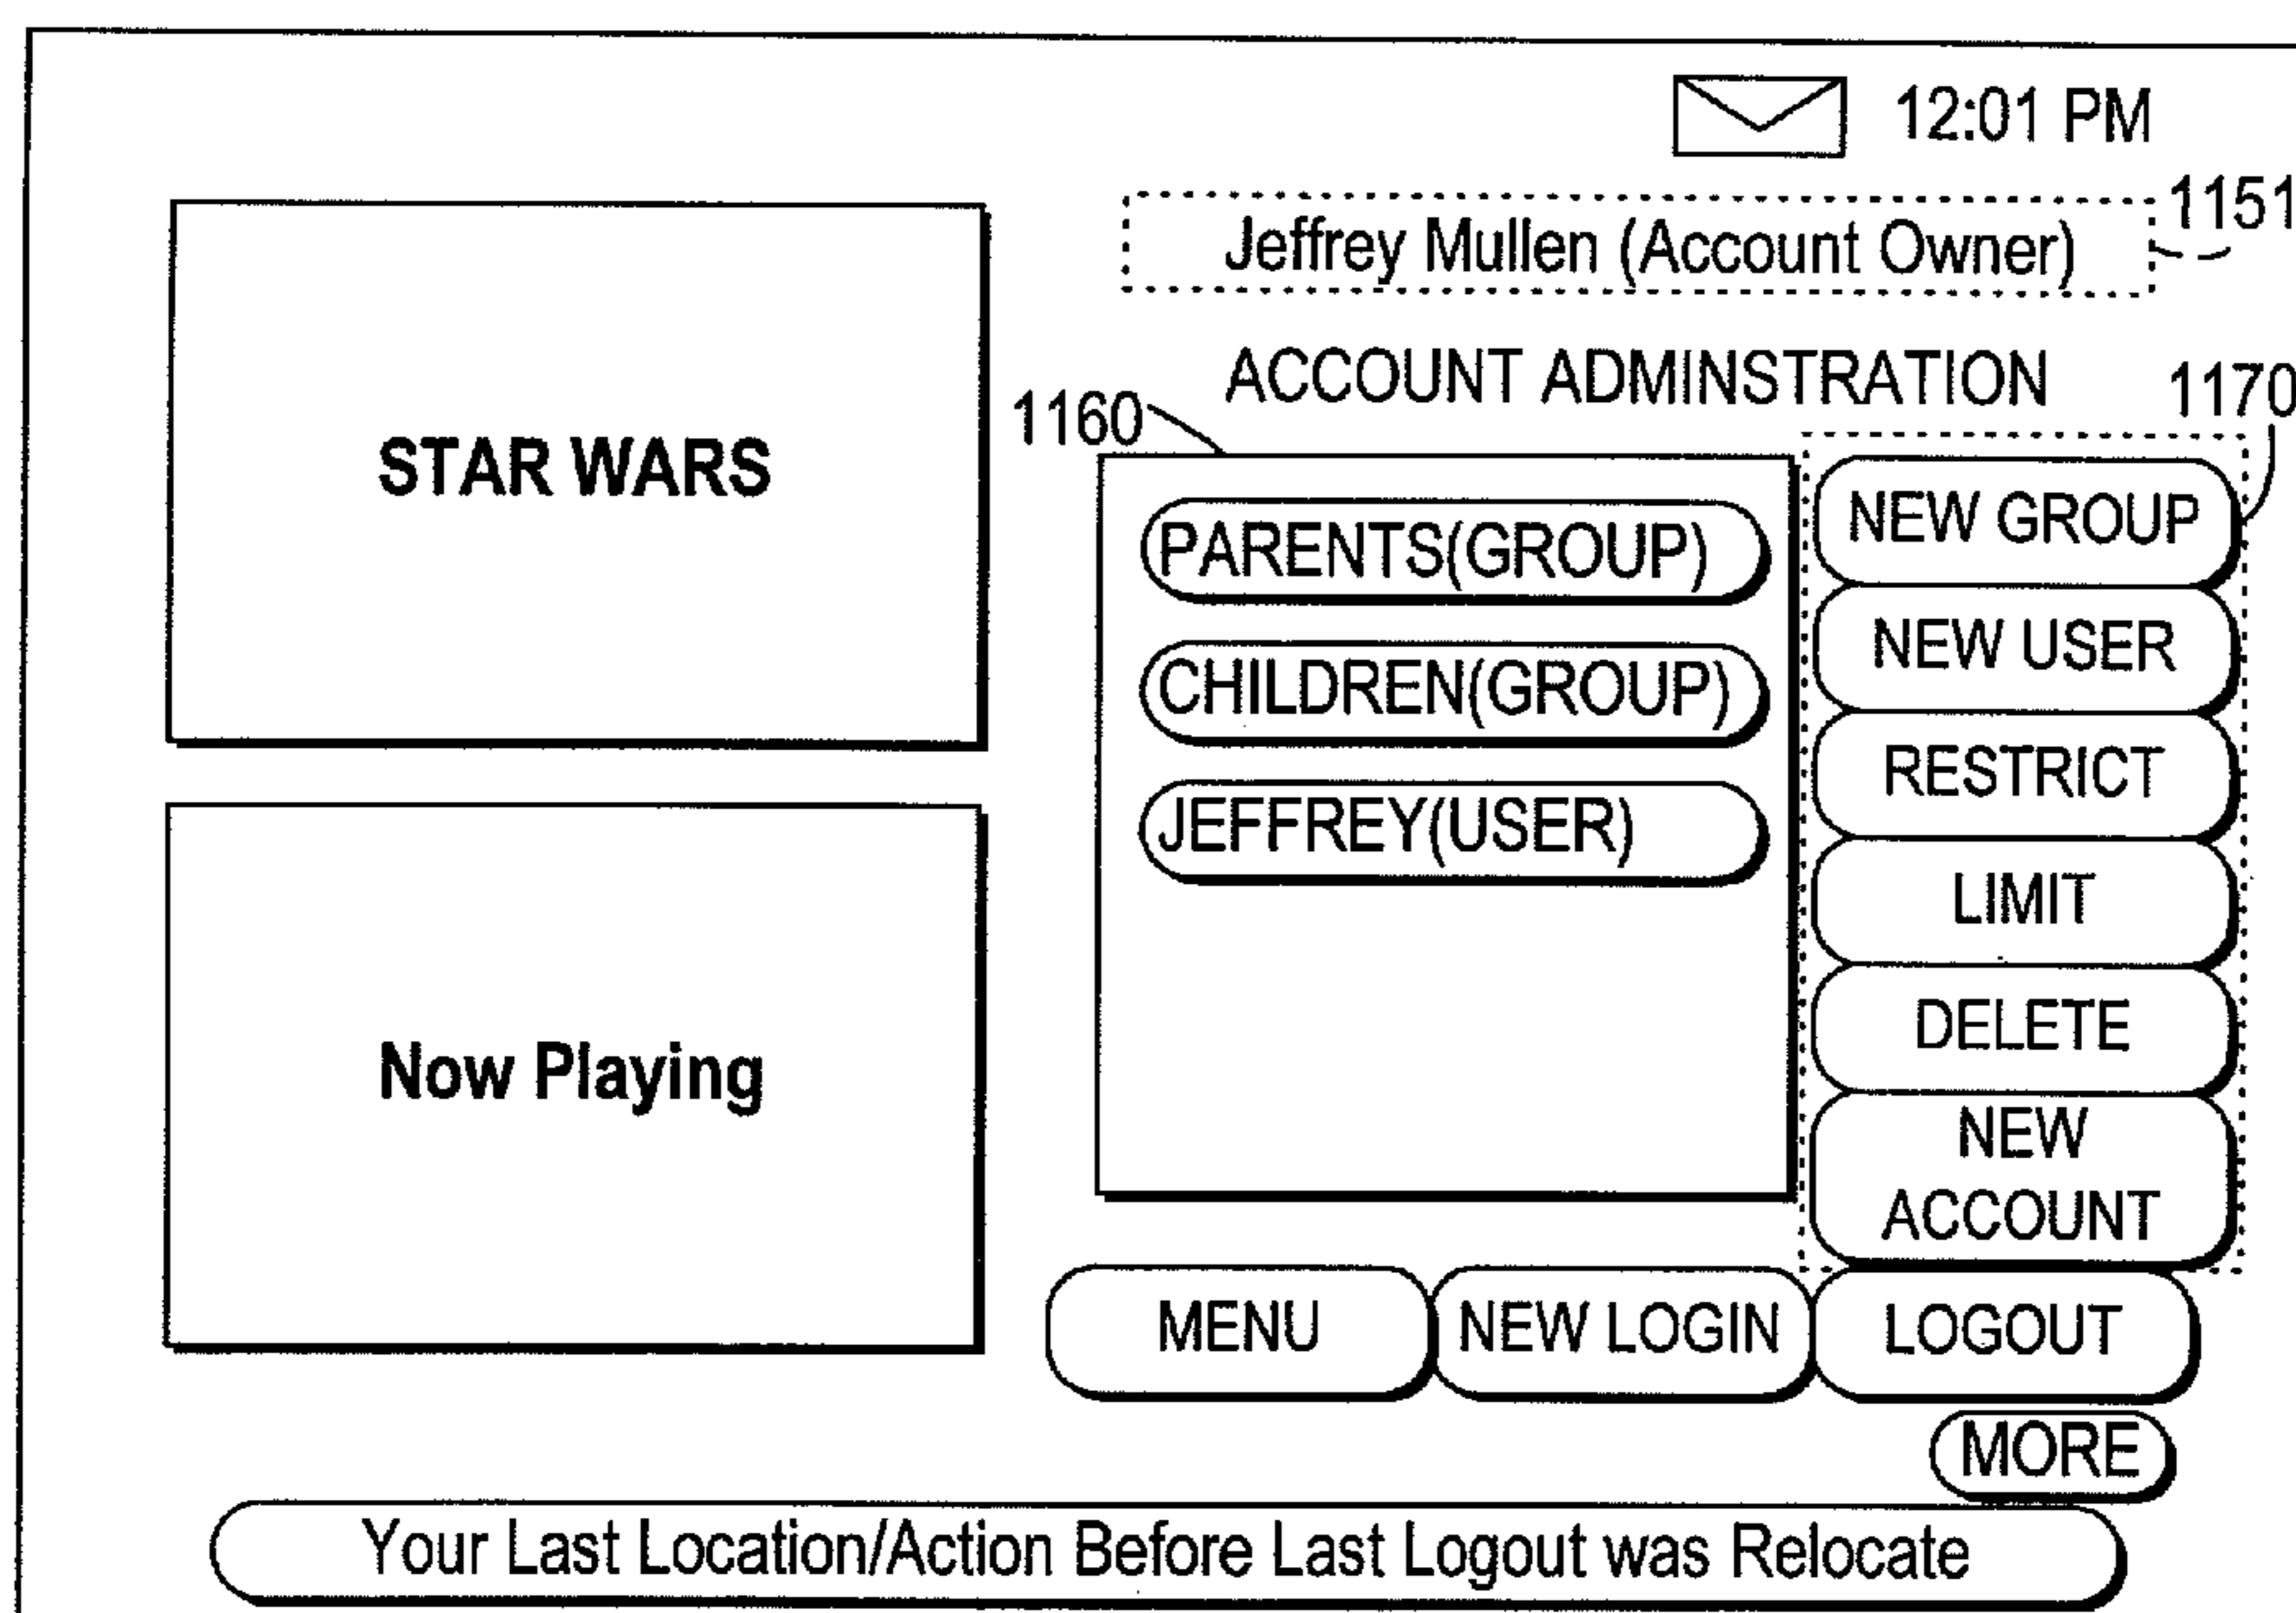 12:01 PM
1151
Jeffrey Mullen (Account Owner)
ACCOUNT ADMINSTRATION
1170
1160
STAR WARS
PARENTS(GROUP)
CHILDREN(GROUP)
JEFFREY(USER)
NEW GROUP
NEW USER
RESTRICT
LIMIT
DELETE
NEW
ACCOUNT
Now Playing
MENU
NEW LOGIN
LOGOUT
MORE
Your Last Location/Action Before Last Logout was Relocate